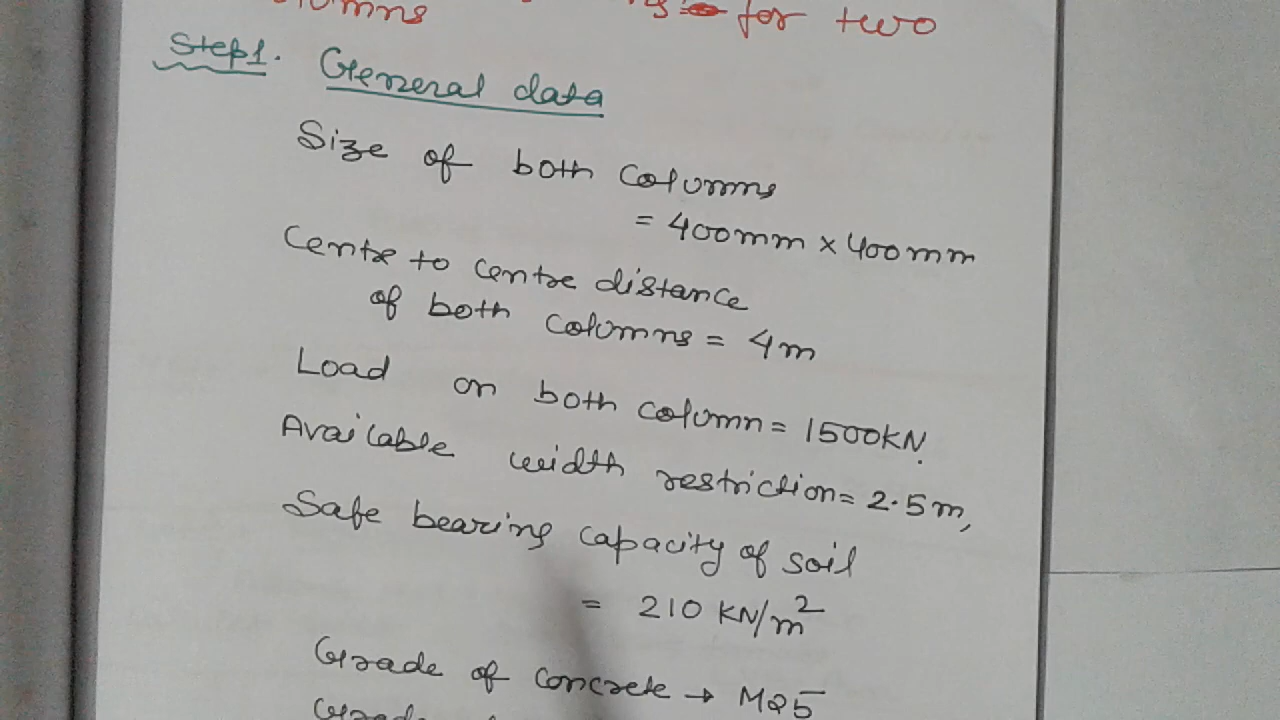 for two
columns
Step1. General data
Size of both columns
= 400mm x 400mm
Centre to centre distance
of both columns = 4m
Load on both column = 1500KN.
Available width restriction = 2.5m,
Safe bearing capacity of soil
= 210 KN/m²
Grade of concrete → M25
Grade